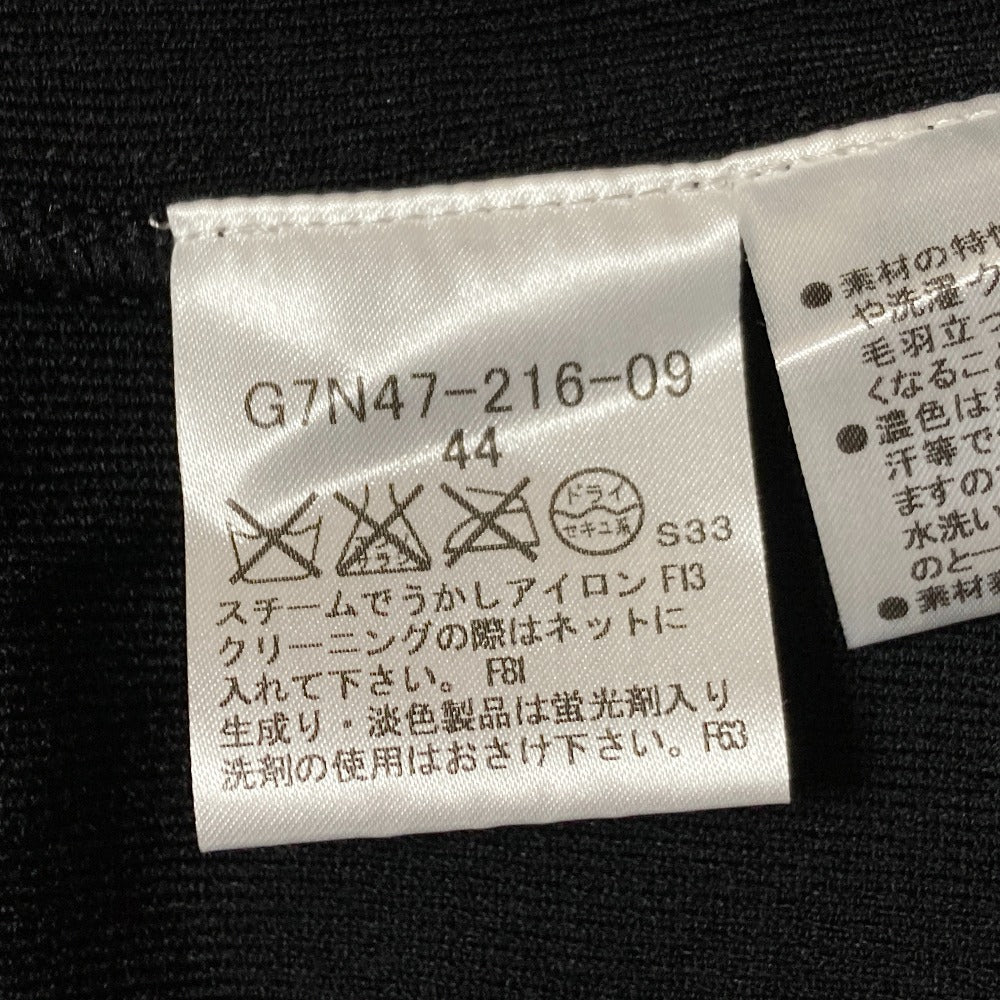 G7N47-216-09
44
サラシ
ドライ
セキユ系
S33
スチームでうかしアイロン F13
クリーニングの際はネットに
入れて下さい。 F81
生成り・淡色製品は蛍光剤入り
洗剤の使用はおさけ下さい。 F63
●素材の特性
や洗濯・ク
毛羽立っ
くなるこ
●濃色は
汗等で
ますの
水洗い
のと一
●素材